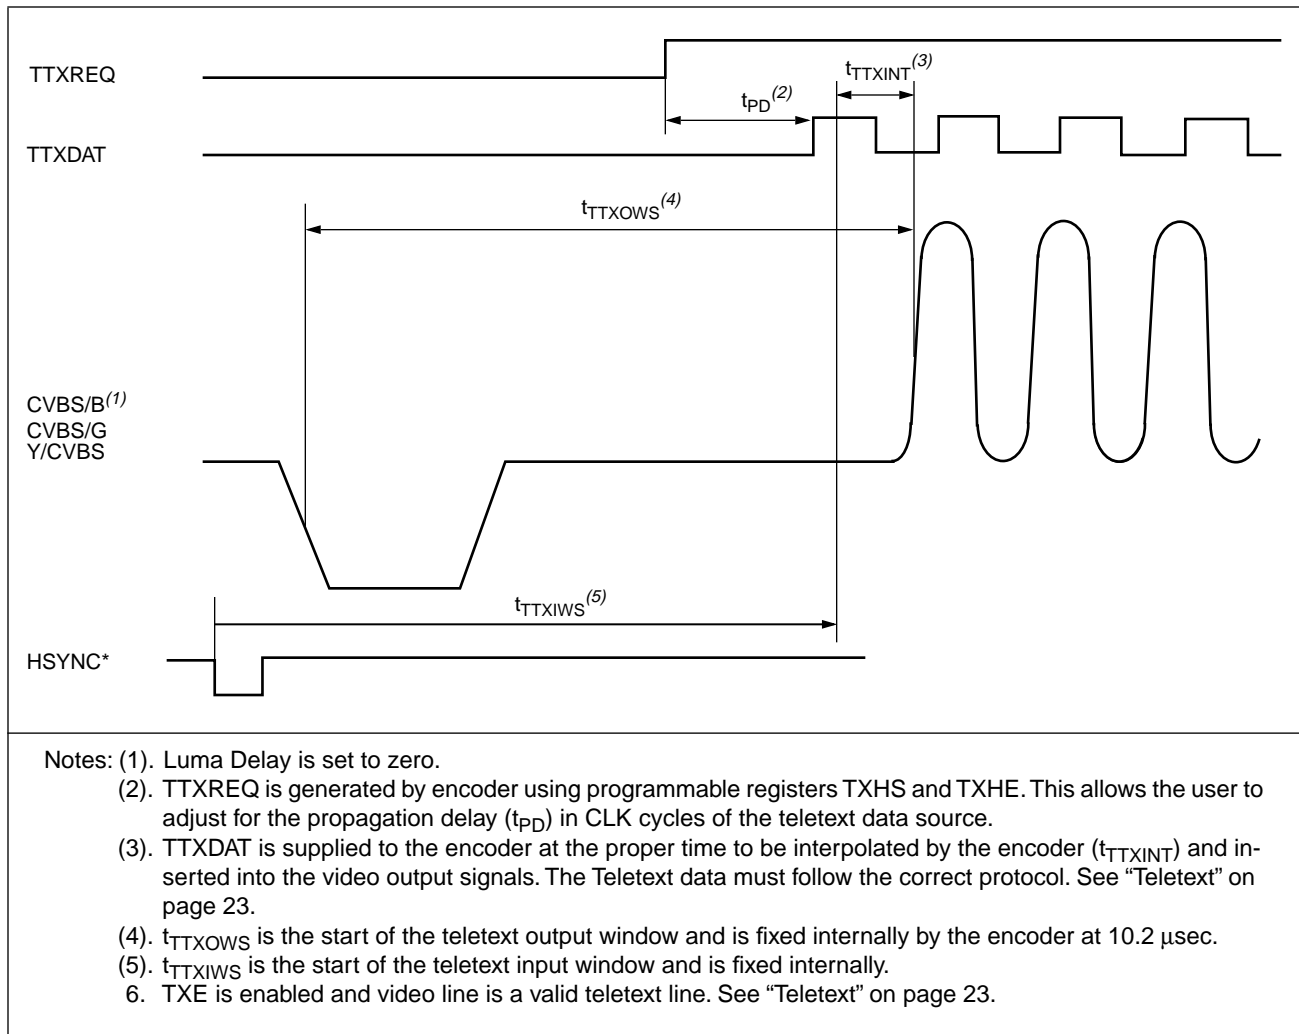 TTXREQ
tTTXINT(3)
tPD(2)
TTXDAT
tTTXOWS(4)
CVBS/B(1)
CVBS/G
Y/CVBS
tTTXIWS(5)
HSYNC*
Notes: (1). Luma Delay is set to zero.
(2). TTXREQ is generated by encoder using programmable registers TXHS and TXHE. This allows the user to
adjust for the propagation delay (tPD) in CLK cycles of the teletext data source.
(3). TTXDAT is supplied to the encoder at the proper time to be interpolated by the encoder (tTTXINT) and in-
serted into the video output signals. The Teletext data must follow the correct protocol. See “Teletext” on
page 23.
(4). tTTXOWS is the start of the teletext output window and is fixed internally by the encoder at 10.2 μsec.
(5). tTTXIWS is the start of the teletext input window and is fixed internally.
6. TXE is enabled and video line is a valid teletext line. See “Teletext” on page 23.